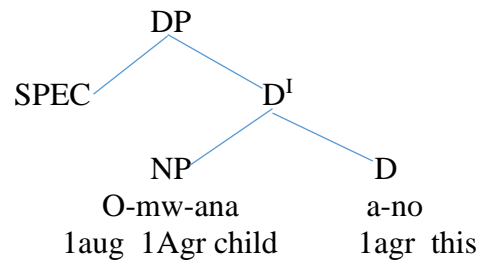 DP
SPEC D^I
NP D
O-mw-ana a-no
1aug 1Agr child 1agr this